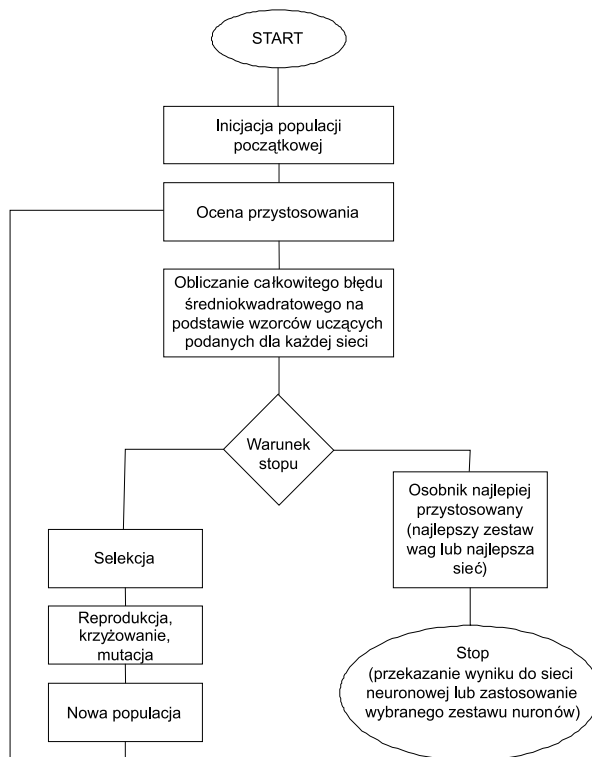 START
Inicjacja populacji
początkowej
Ocena przystosowania
Obliczanie całkowitego błędu
średniokwadratowego na
podstawie wzorców uczących
podanych dla każdej sieci
Warunek
stopu
Selekcja
Reprodukcja,
krzyżowanie,
mutacja
Nowa populacja
Osobnik najlepiej
przystosowany
(najlepszy zestaw
wag lub najlepsza
sieć)
Stop
(przekazanie wyniku do sieci
neuronowej lub zastosowanie
wybranego zestawu nuronów)